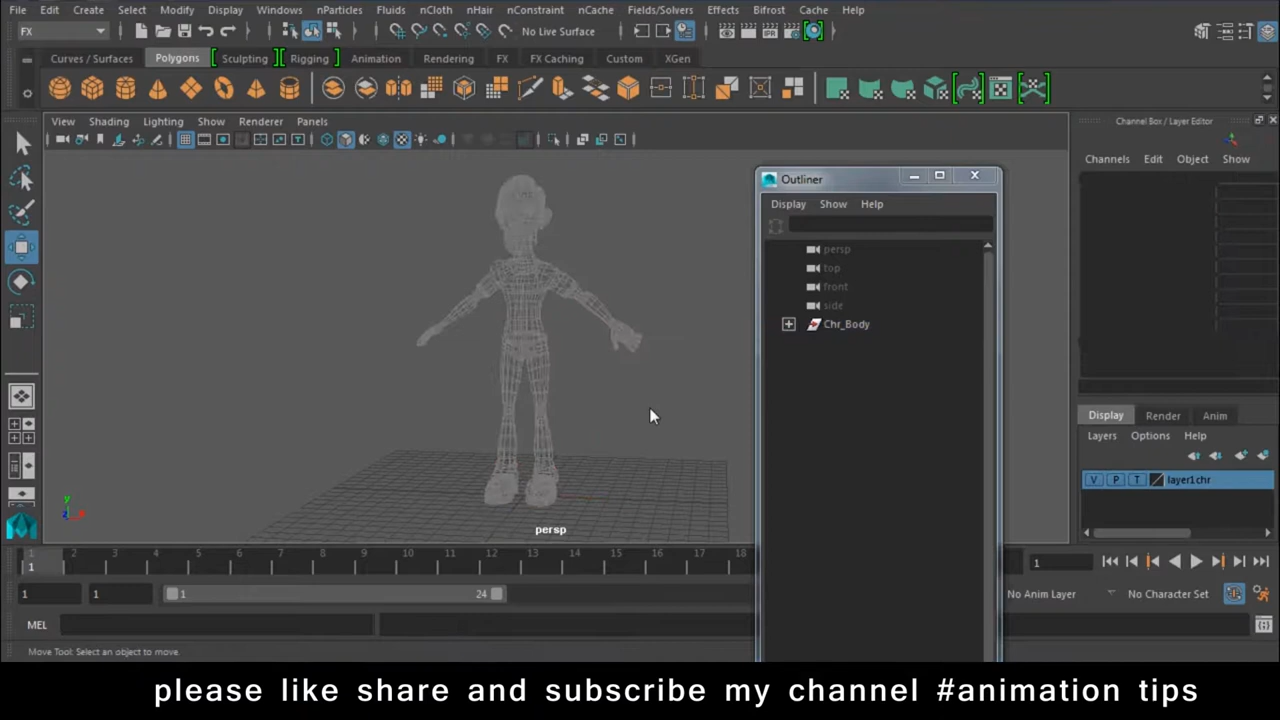 File Edit Create Select Modify Display Windows nParticles Fluids nCloth nHair nConstraint nCache Fields/Solvers Effects Bifrost Cache Help
FX No Live Surface
Curves / Surfaces Polygons Sculpting Rigging Animation Rendering FX FX Caching Custom XGen
View Shading Lighting Show Renderer Panels
Channel Box / Layer Editor
Channels Edit Object Show
Outliner
Display Show Help
persp
top
front
side
Chr_Body
Display Render Anim
Layers Options Help
V P T layer1chr
y
persp
1 2 3 4 5 6 7 8 9 10 11 12 13 14 15 16 17 18
1 1
1 1 1 24 No Anim Layer No Character Set
MEL
Move Tool: Select an object to move.
please like share and subscribe my channel #animation tips